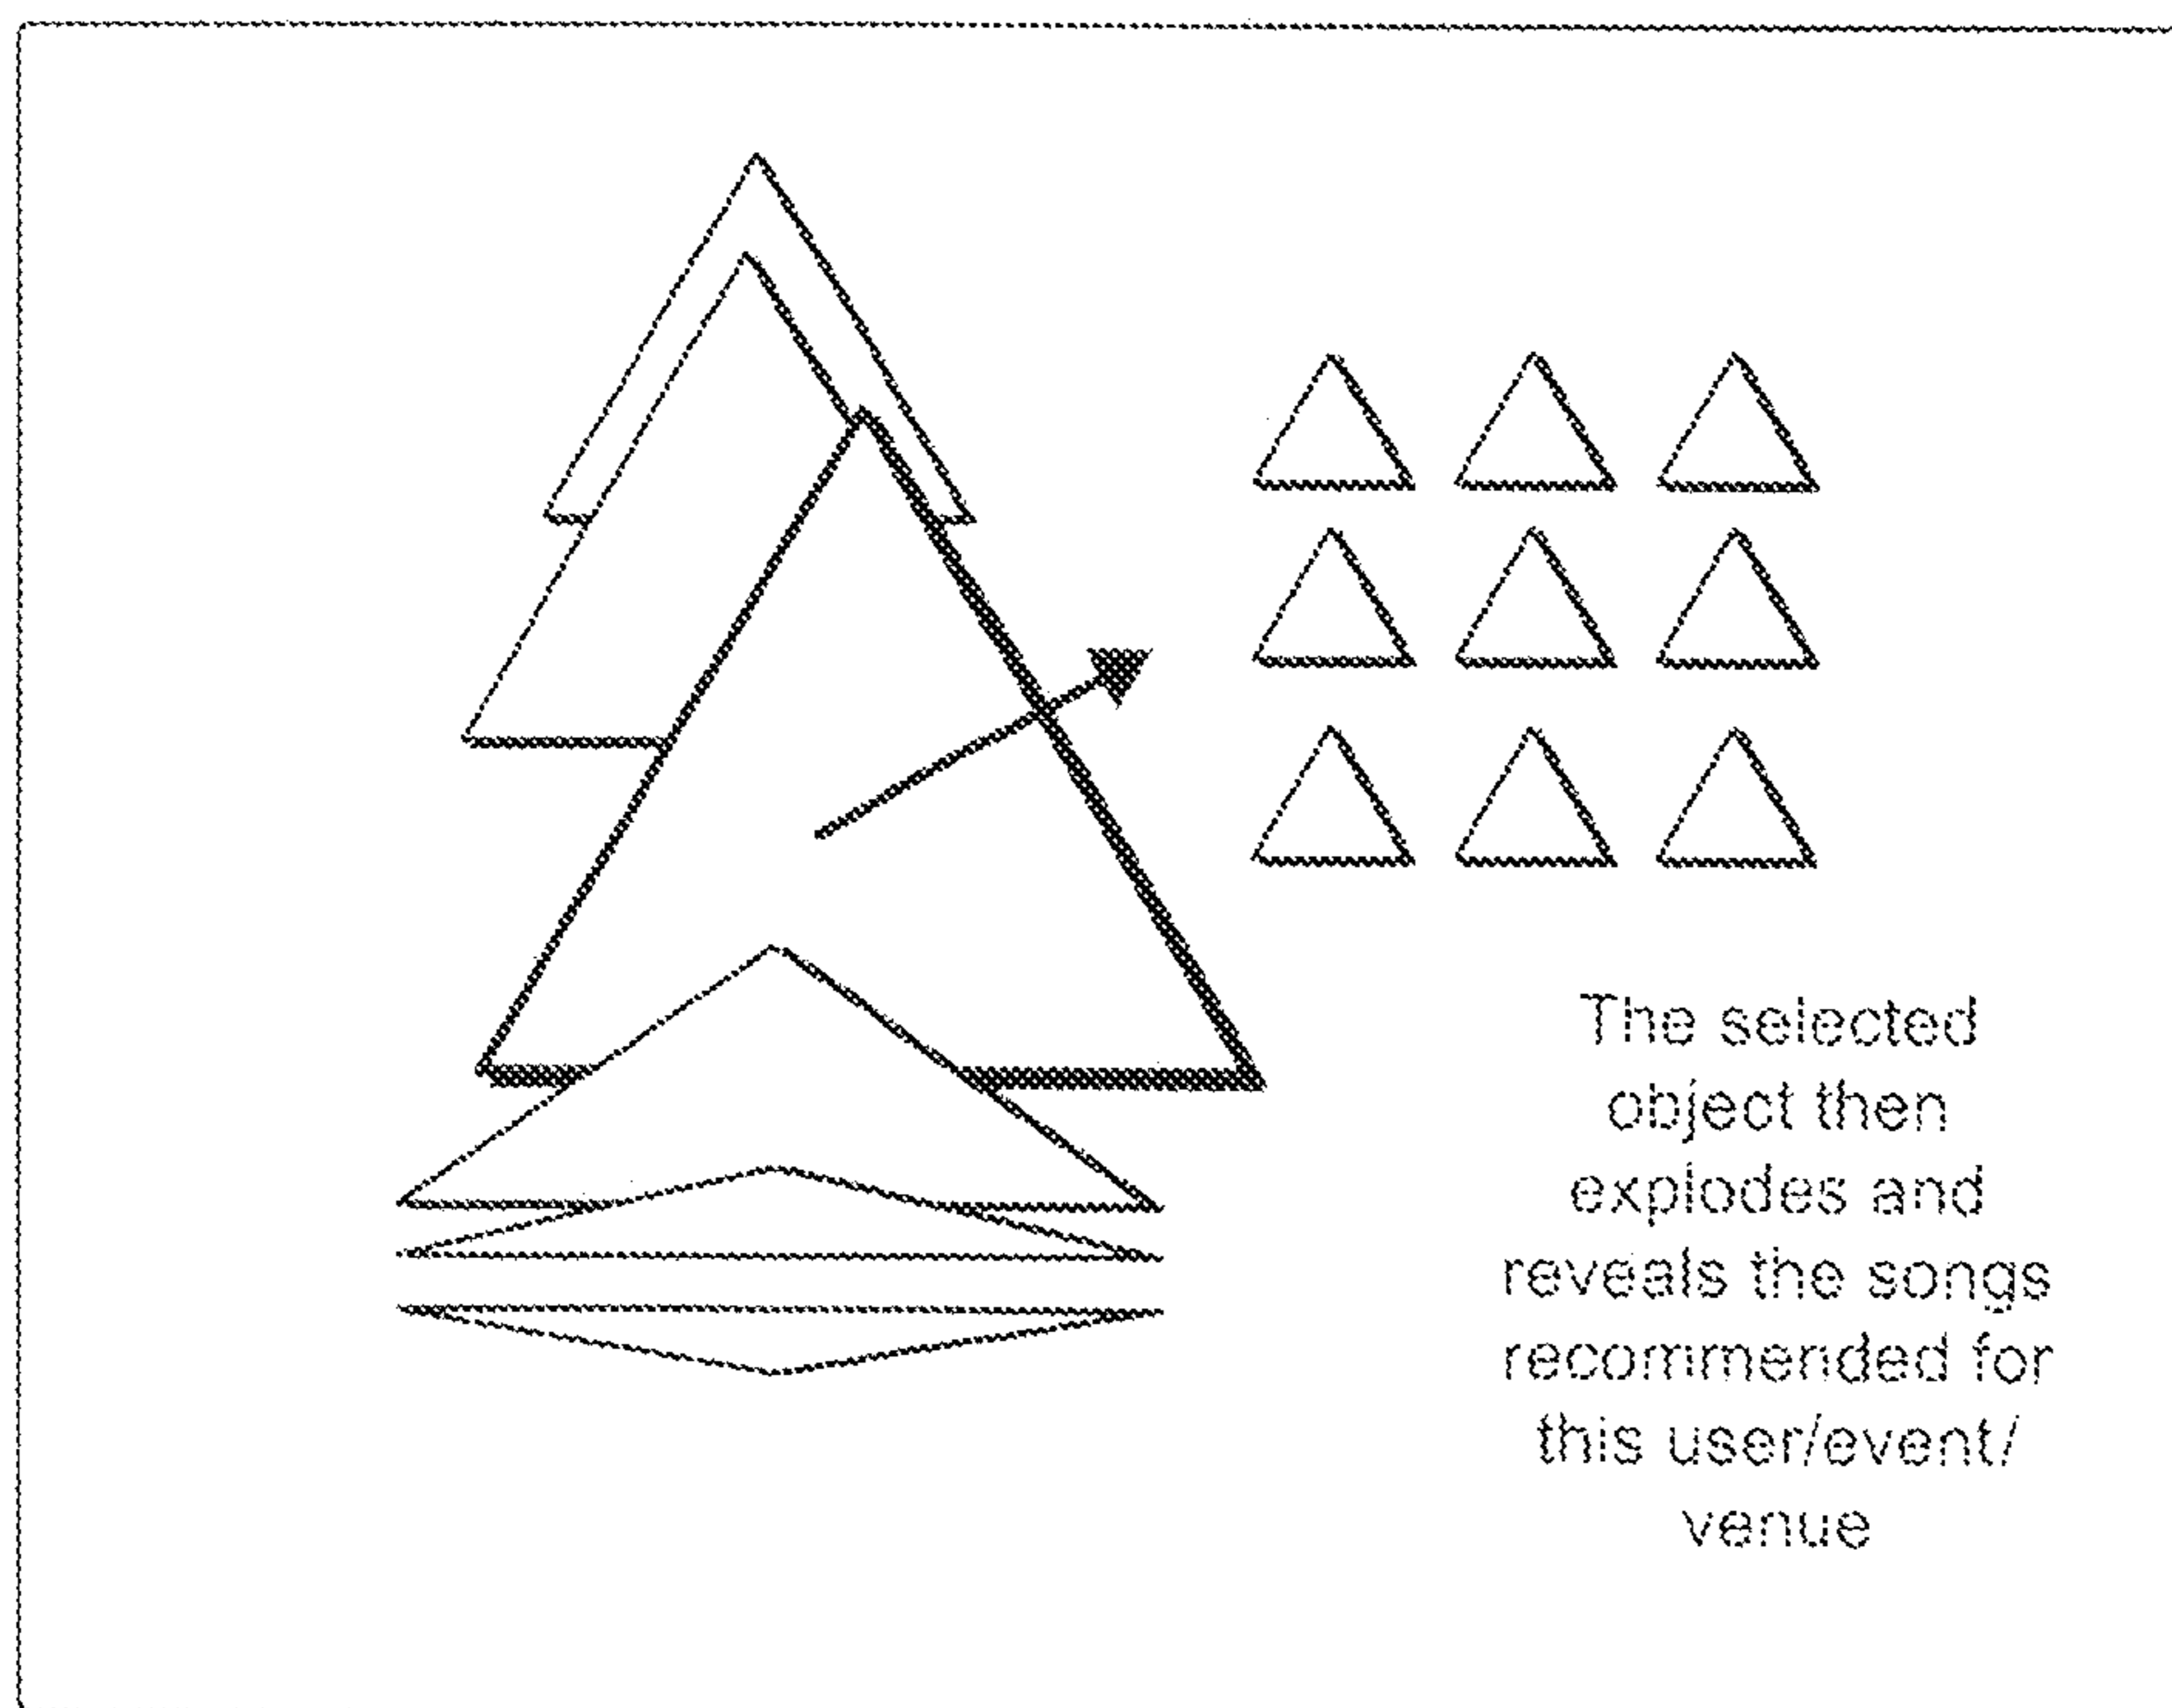 The selected
object then
explodes and
reveals the songs
recommended for
this user/event/
venue